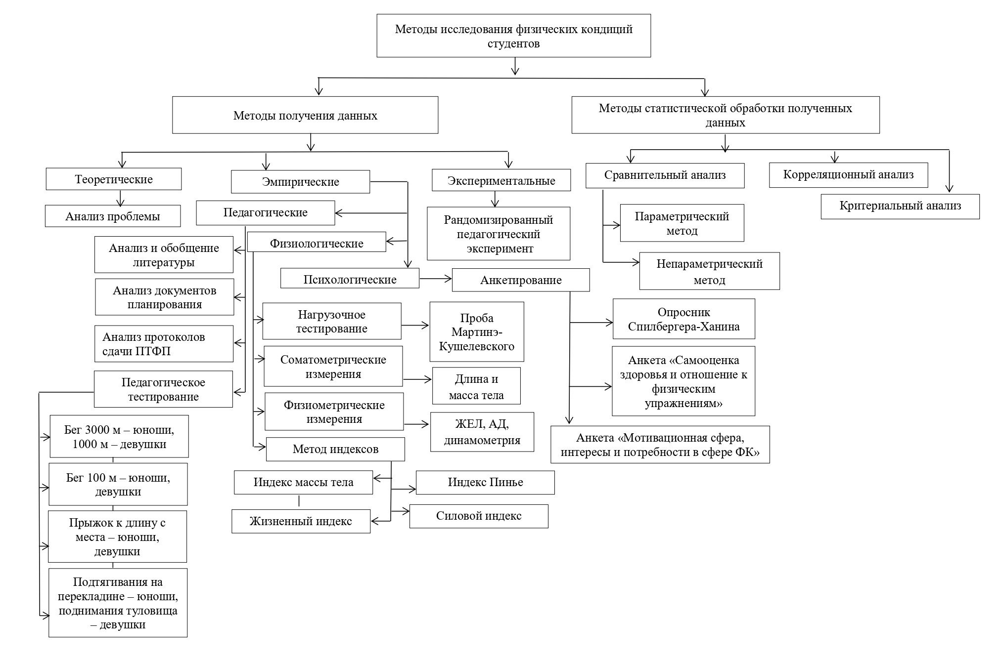 Методы исследования физических кондиций
студентов
Методы получения данных
Методы статистической обработки полученных
данных
Теоретические
Эмпирические
Экспериментальные
Сравнительный анализ
Корреляционный анализ
Анализ проблемы
Педагогические
Рандомизированный
педагогический
эксперимент
Критериальный анализ
Параметрический
метод
Физиологические
Анализ и обобщение
литературы
Непараметрический
метод
Психологические
Анкетирование
Анализ документов
планирования
Нагрузочное
тестирование
Проба
Мартинэ-
Кушелевского
Опросник
Спилбергера-Ханина
Анализ протоколов
сдачи ПТФП
Соматометрические
измерения
Длина и
масса тела
Анкета «Самооценка
здоровья и отношение к
физическим
упражнениям»
Педагогическое
тестирование
Физиометрические
измерения
ЖЕЛ, АД,
динамометрия
Бег 3000 м – юноши,
1000 м – девушки
Метод индексов
Анкета «Мотивационная сфера,
интересы и потребности в сфере ФК»
Бег 100 м – юноши,
девушки
Индекс массы тела
Индекс Пинье
Жизненный индекс
Силовой индекс
Прыжок к длину с
места – юноши,
девушки
Подтягивания на
перекладине – юноши,
поднимания туловища
– девушки